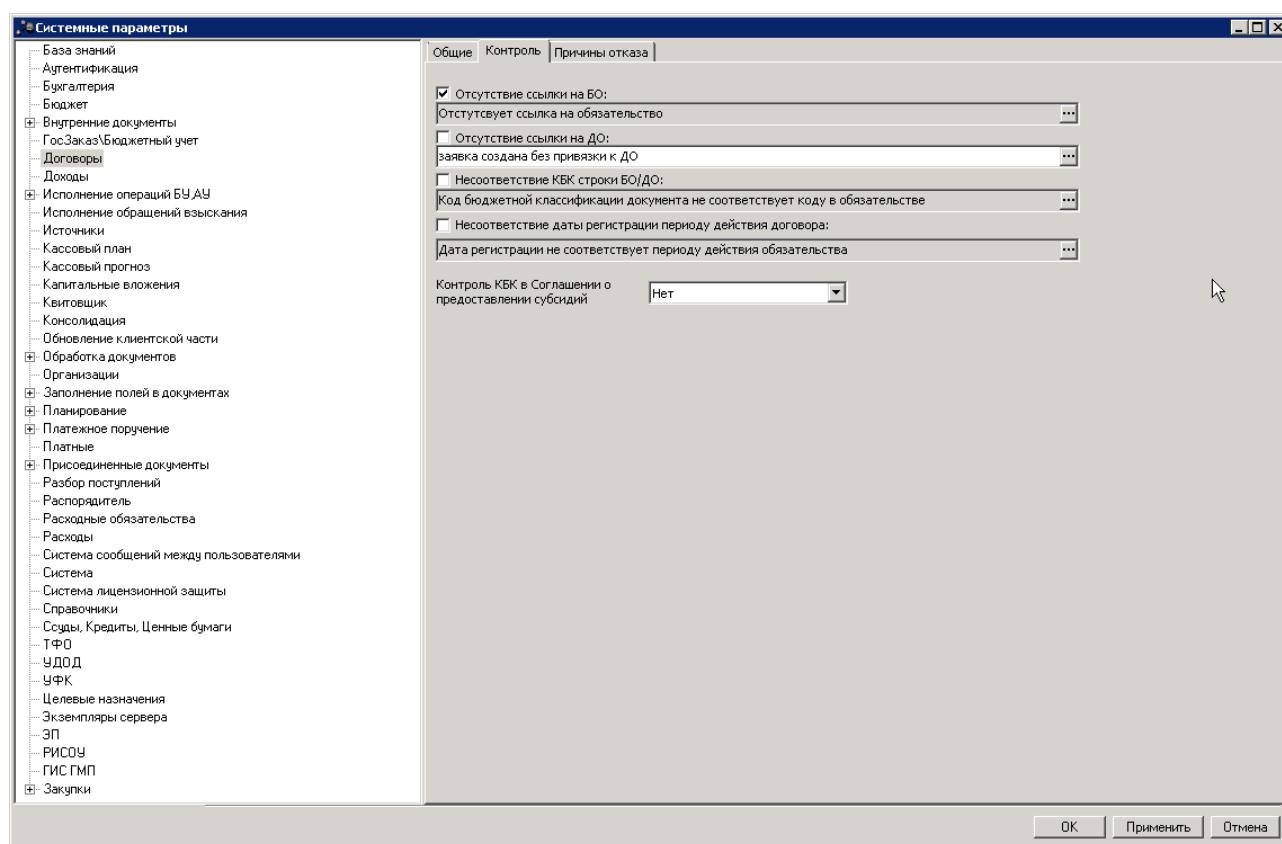 Системные параметры
База знаний
Аутентификация
Бухгалтерия
Бюджет
Внутренние документы
ГосЗаказ\Бюджетный учет
Договоры
Доходы
Исполнение операций БУ,АУ
Исполнение обращений взыскания
Источники
Кассовый план
Кассовый прогноз
Капитальные вложения
Квитовщик
Консолидация
Обновление клиентской части
Обработка документов
Организации
Заполнение полей в документах
Планирование
Платежное поручение
Платные
Присоединенные документы
Разбор поступлений
Распорядитель
Расходные обязательства
Расходы
Система сообщений между пользователями
Система
Система лицензионной защиты
Справочники
Ссуды, Кредиты, Ценные бумаги
ТФО
УДОД
УФК
Целевые назначения
Экземпляры сервера
ЭП
РИСОУ
ГИС ГМП
Закупки
Общие Контроль Причины отказа
Отсутствие ссылки на БО:
Отстутсвует ссылка на обязательство
Отсутствие ссылки на ДО:
заявка создана без привязки к ДО
Несоответствие КБК строки БО/ДО:
Код бюджетной классификации документа не соответствует коду в обязательстве
Несоответствие даты регистрации периоду действия договора:
Дата регистрации не соответствует периоду действия обязательства
Контроль КБК в Соглашении о
предоставлении субсидий
Нет
OK Применить Отмена